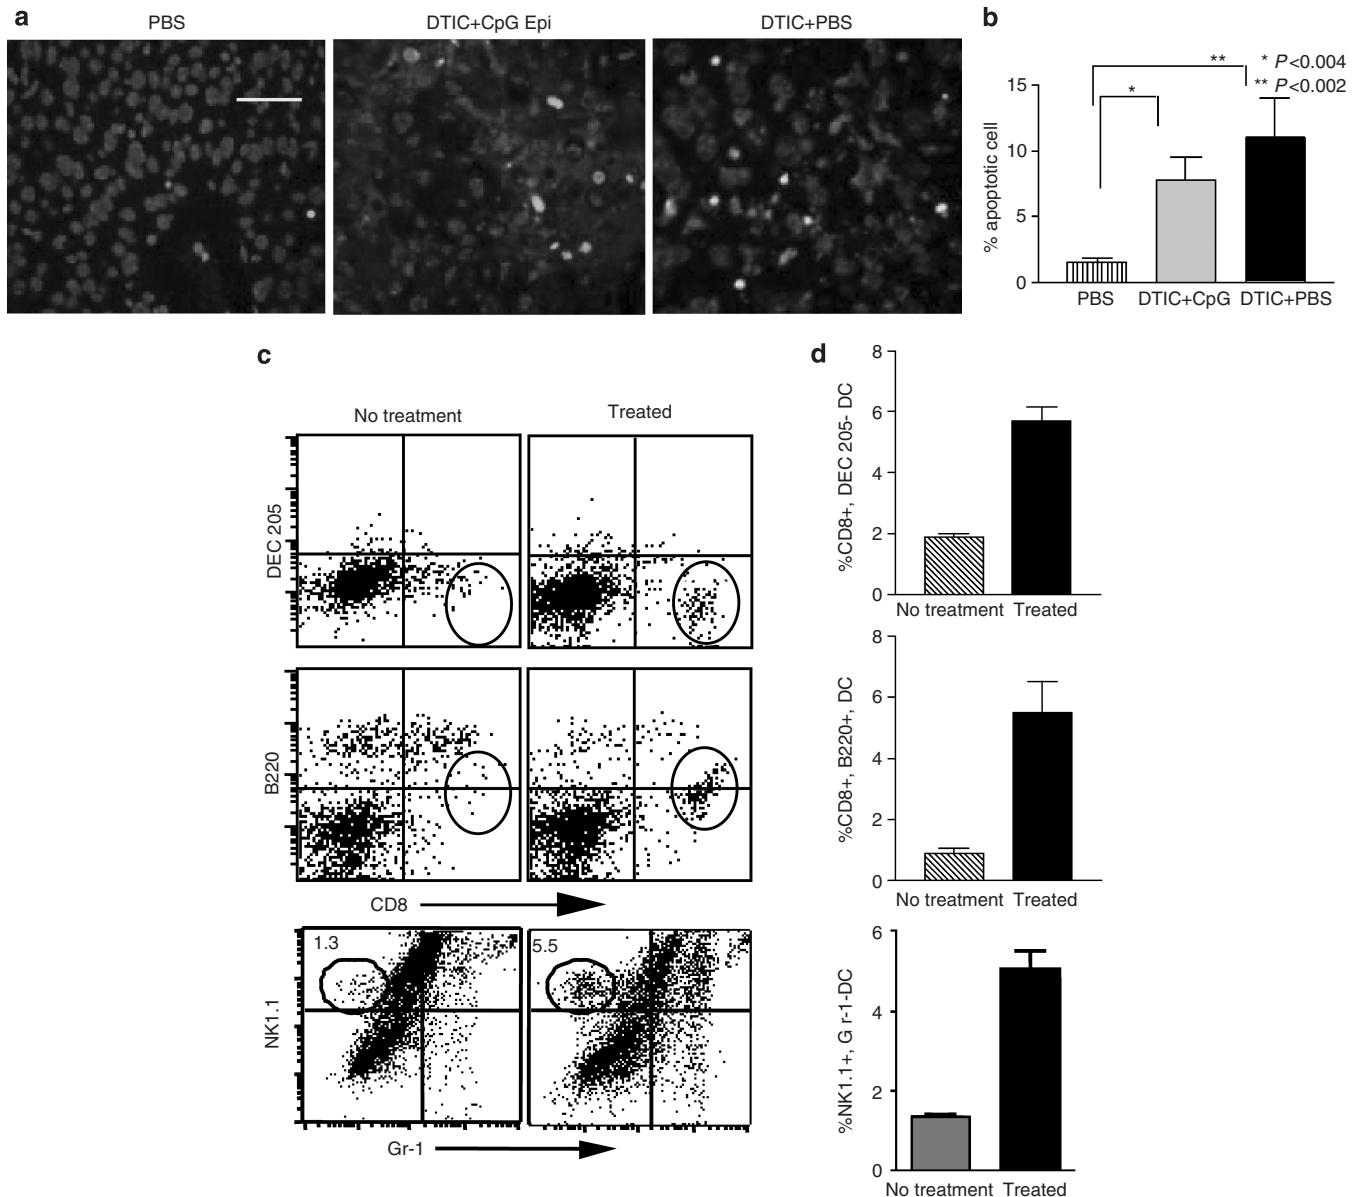 a
PBS
DTIC+CpG Epi
DTIC+PBS
b
** * P<0.004
* ** P<0.002
% apoptotic cell
15
10
5
0
PBS DTIC+CpG DTIC+PBS
c
No treatment
Treated
DEC 205
B220
CD8
1.3
5.5
NK1.1
Gr-1
d
%CD8+, DEC 205- DC
8
6
4
2
0
No treatment Treated
%CD8+, B220+, DC
8
6
4
2
0
No treatment Treated
%NK1.1+, G r-1-DC
6
4
2
0
No treatment Treated